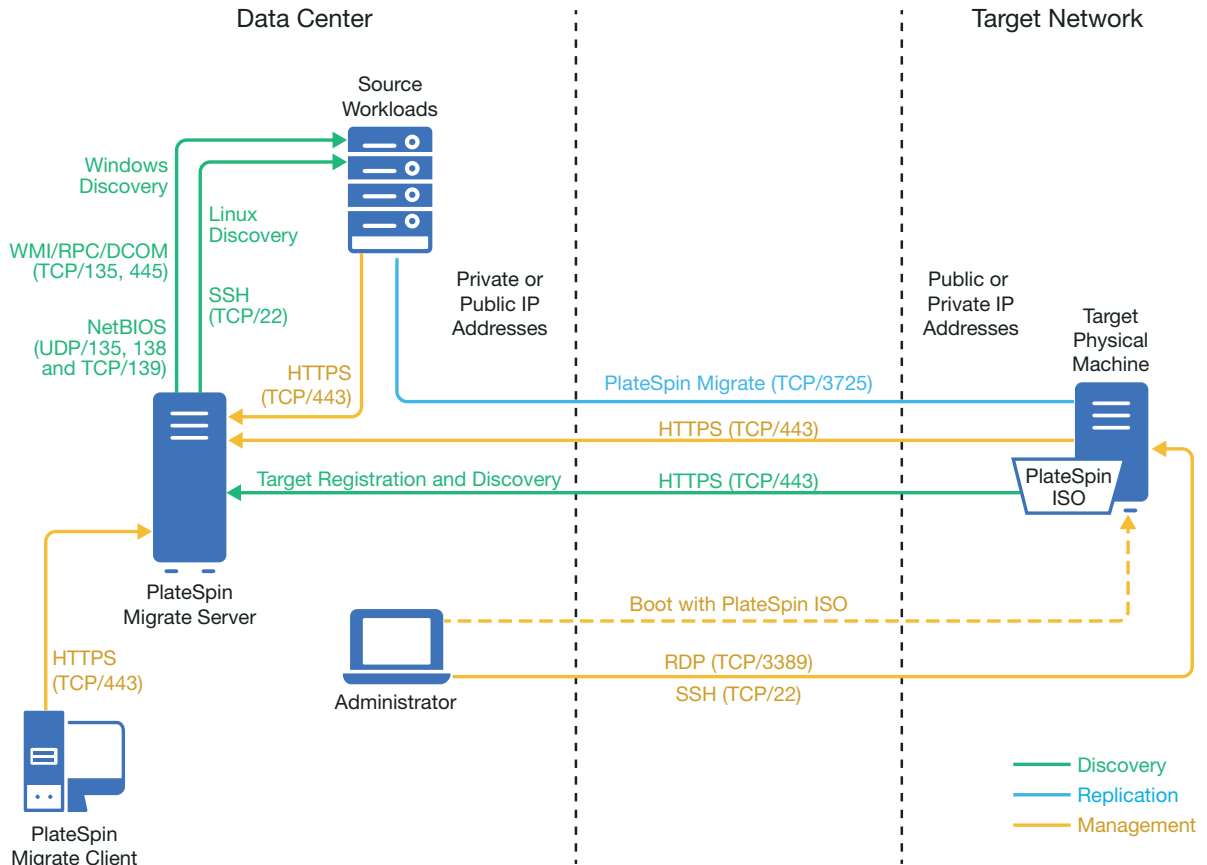 Data Center
Target Network
Source
Workloads
Windows
Discovery
Linux
Discovery
WMI/RPC/DCOM
(TCP/135, 445)
SSH
(TCP/22)
NetBIOS
(UDP/135, 138
and TCP/139)
Private or
Public IP
Addresses
Public or
Private IP
Addresses
Target
Physical
Machine
HTTPS
(TCP/443)
PlateSpin Migrate (TCP/3725)
HTTPS (TCP/443)
Target Registration and Discovery
HTTPS (TCP/443)
PlateSpin
ISO
PlateSpin
Migrate Server
Boot with PlateSpin ISO
HTTPS
(TCP/443)
RDP (TCP/3389)
SSH (TCP/22)
Administrator
Discovery
Replication
Management
PlateSpin
Migrate Client